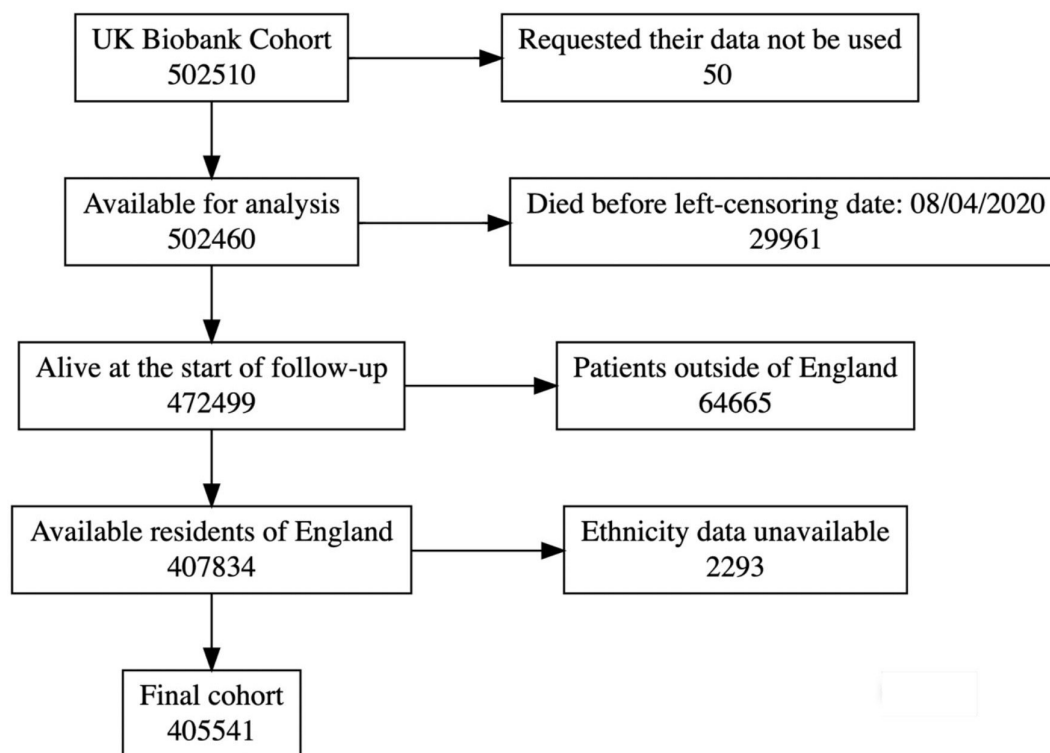 UK Biobank Cohort
502510
Requested their data not be used
50
Available for analysis
502460
Died before left-censoring date: 08/04/2020
29961
Alive at the start of follow-up
472499
Patients outside of England
64665
Available residents of England
407834
Ethnicity data unavailable
2293
Final cohort
405541